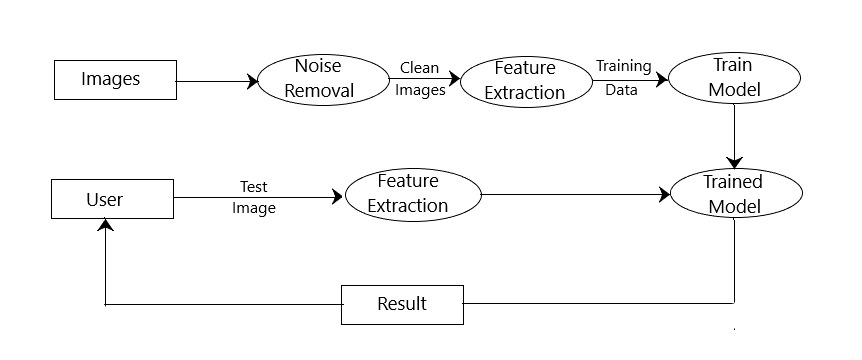 Images
Noise
Removal
Clean
Images
Feature
Extraction
Training
Data
Train
Model
User
Test
Image
Feature
Extraction
Trained
Model
Result